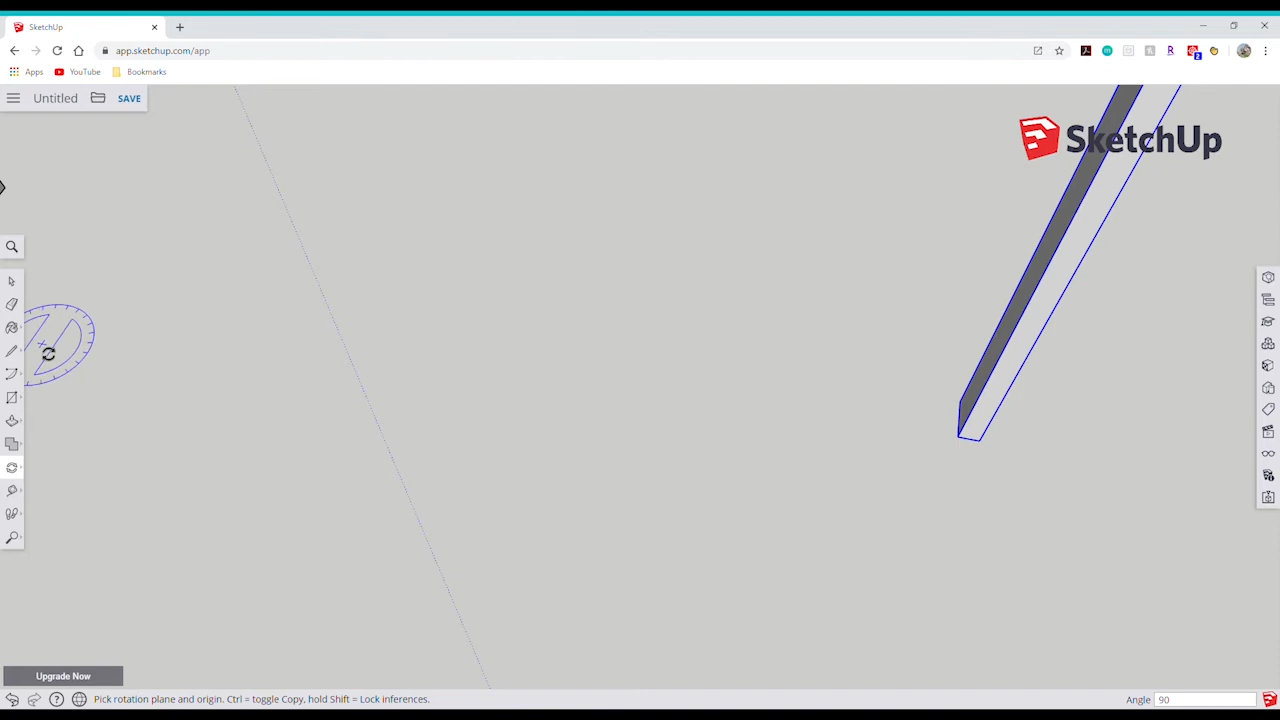 SketchUp
app.sketchup.com/app
Apps
YouTube
Bookmarks
Untitled
SAVE
SketchUp
Upgrade Now
Pick rotation plane and origin. Ctrl = toggle Copy, hold Shift = Lock inferences.
Angle
90